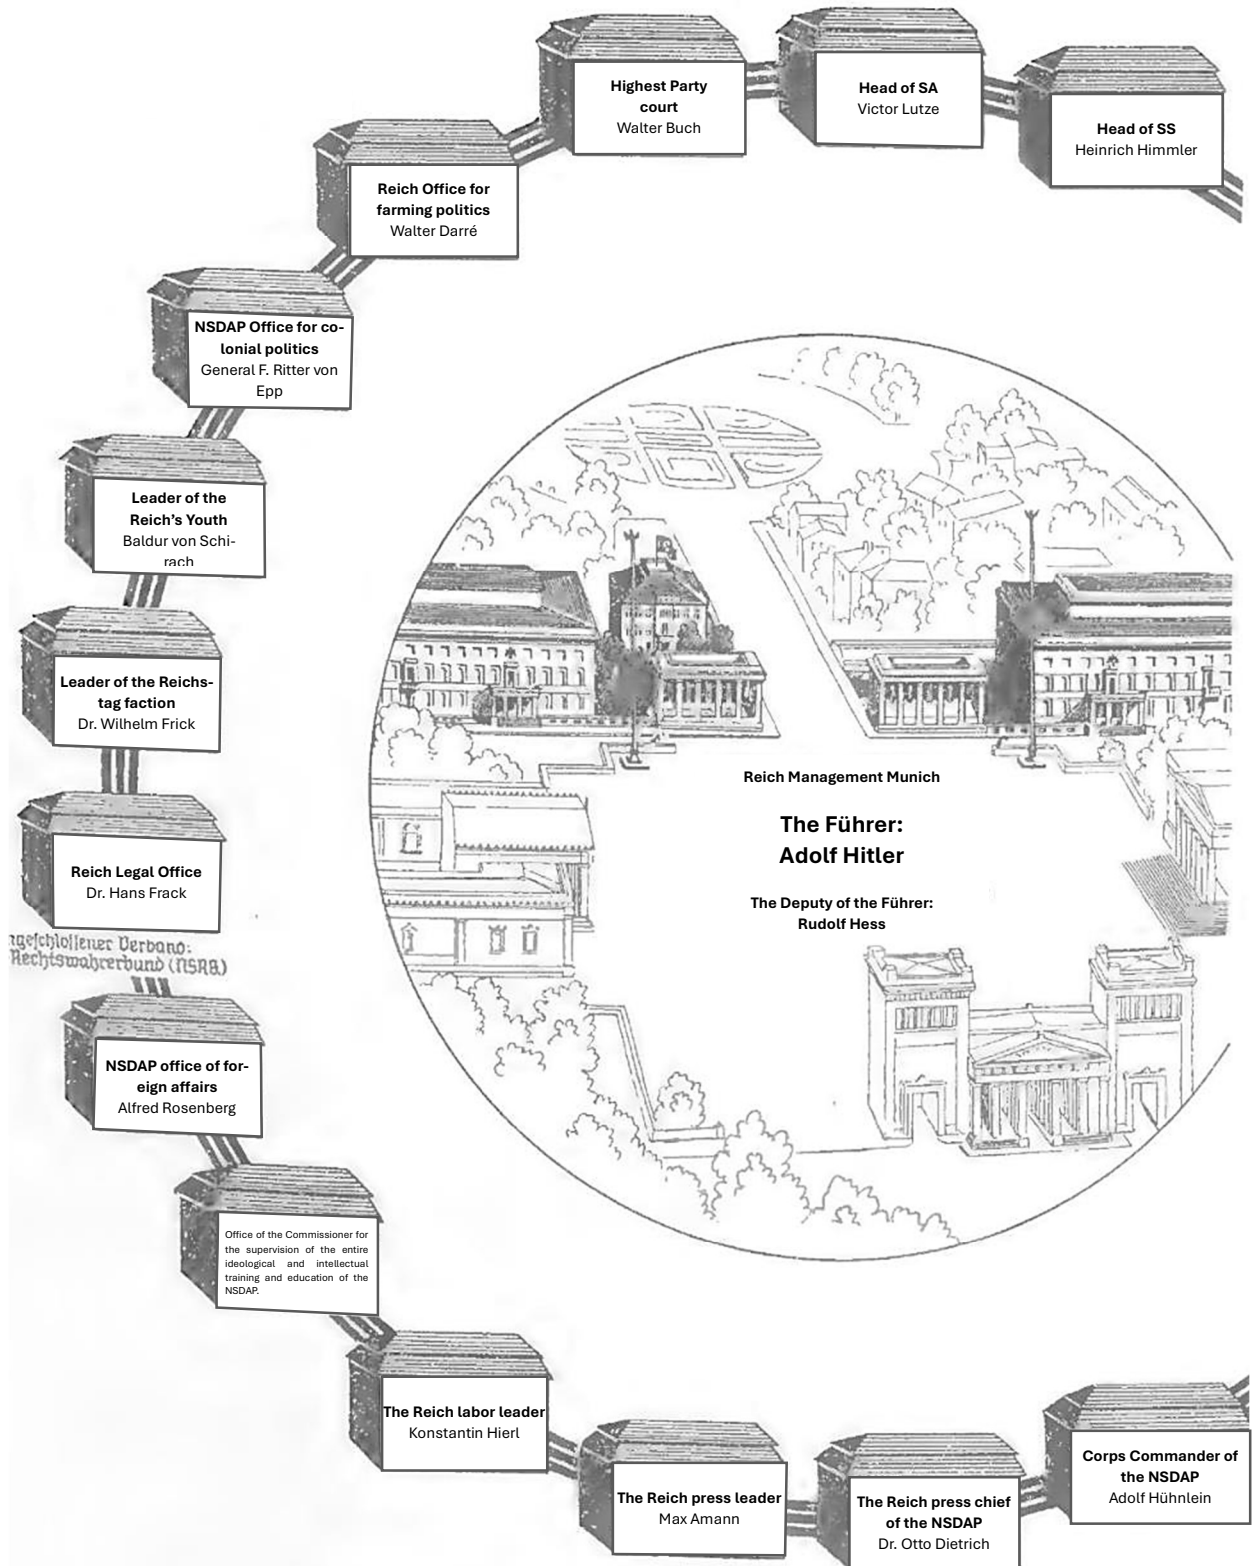 Highest Party
court
Walter Buch
Head of SA
Victor Lutze
Head of SS
Heinrich Himmler
Reich Office for
farming politics
Walter Darré
NSDAP Office for co-
lonial politics
General F. Ritter von
Epp
Leader of the
Reich’s Youth
Baldur von Schi-
rach
Leader of the Reichs-
tag faction
Dr. Wilhelm Frick
Reich Legal Office
Dr. Hans Frack
ngeschlossener Verband:
Rechtswahrerbund (NSRB.)
NSDAP office of for-
eign affairs
Alfred Rosenberg
Office of the Commissioner for
the supervision of the entire
ideological and intellectual
training and education of the
NSDAP.
The Reich labor leader
Konstantin Hierl
The Reich press leader
Max Amann
The Reich press chief
of the NSDAP
Dr. Otto Dietrich
Corps Commander of
the NSDAP
Adolf Hühnlein
Reich Management Munich
The Führer:
Adolf Hitler
The Deputy of the Führer:
Rudolf Hess